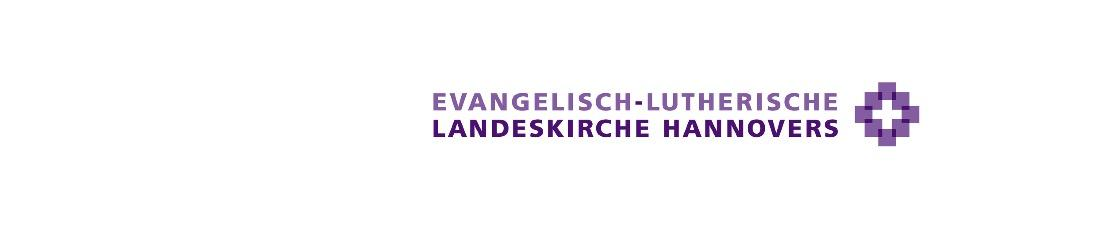 EVANGELISCH-LUTHERISCHE
LANDESKIRCHE HANNOVERS